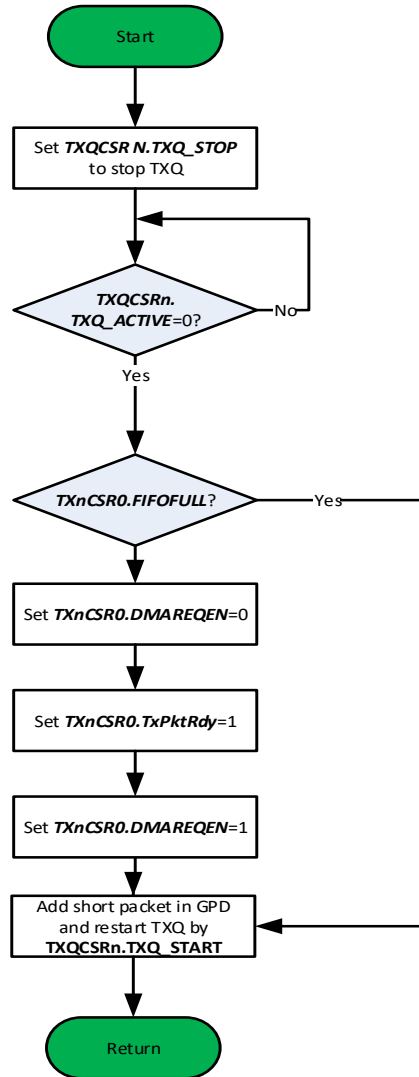 Start
Set TXQCSR N.TXQ_STOP
to stop TXQ
TXQCSRn.
TXQ_ACTIVE=0?
No
Yes
TXnCSR0.FIFOFULL?
Yes
Set TXnCSR0.DMAREQEN=0
Set TXnCSR0.TxPktRdy=1
Set TXnCSR0.DMAREQEN=1
Add short packet in GPD
and restart TXQ by
TXQCSRn.TXQ_START
Return